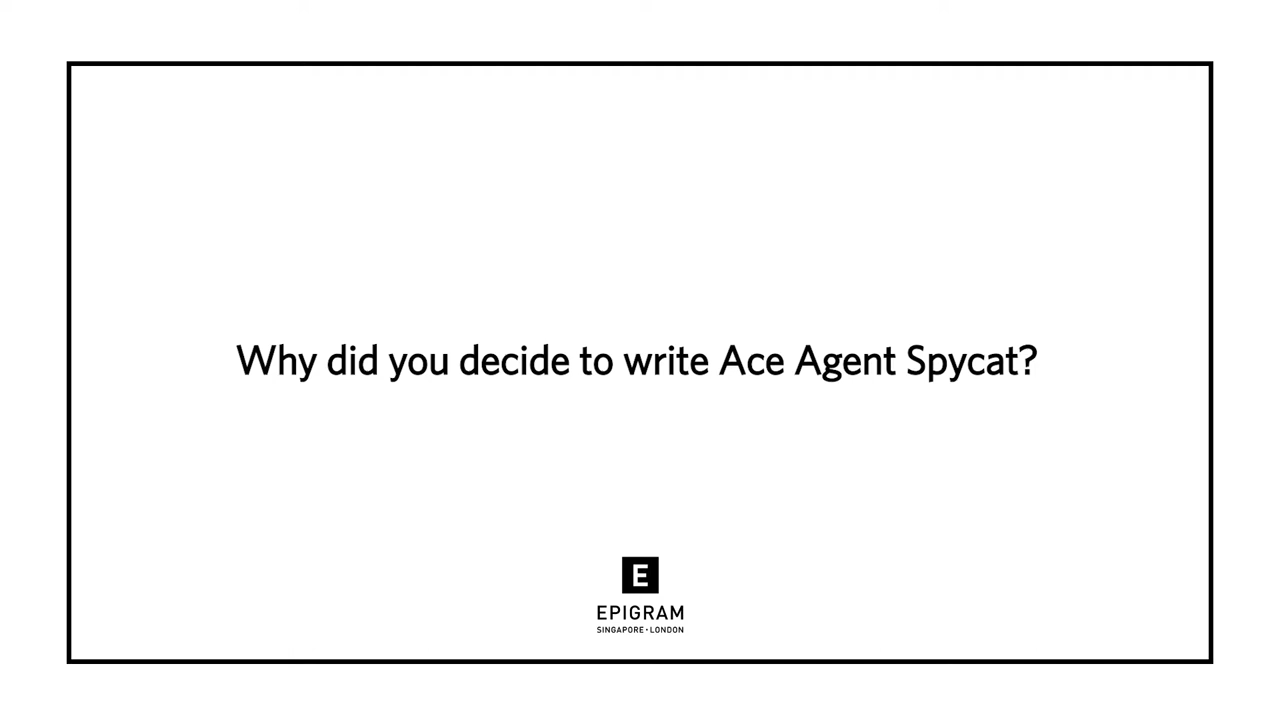 Why did you decide to write Ace Agent Spycat?
E
EPIGRAM
SINGAPORE · LONDON